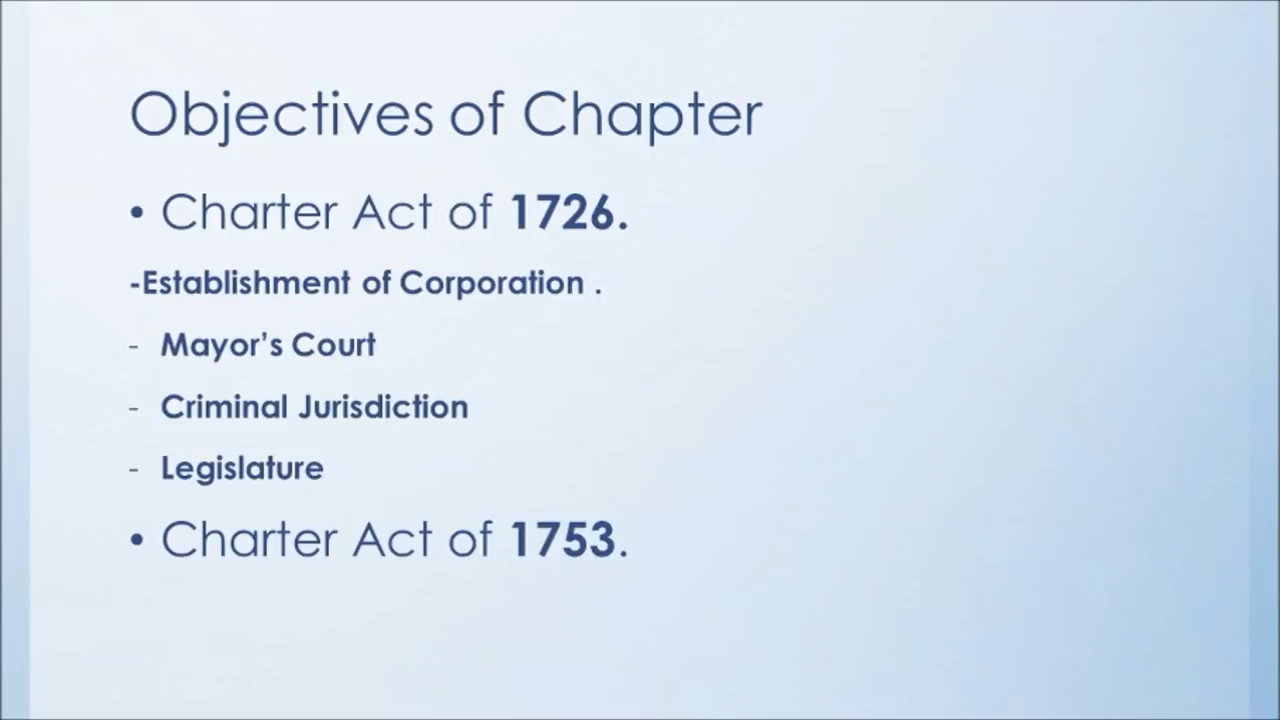 Objectives of Chapter
• Charter Act of 1726.
-Establishment of Corporation .
- Mayor’s Court
- Criminal Jurisdiction
- Legislature
• Charter Act of 1753.